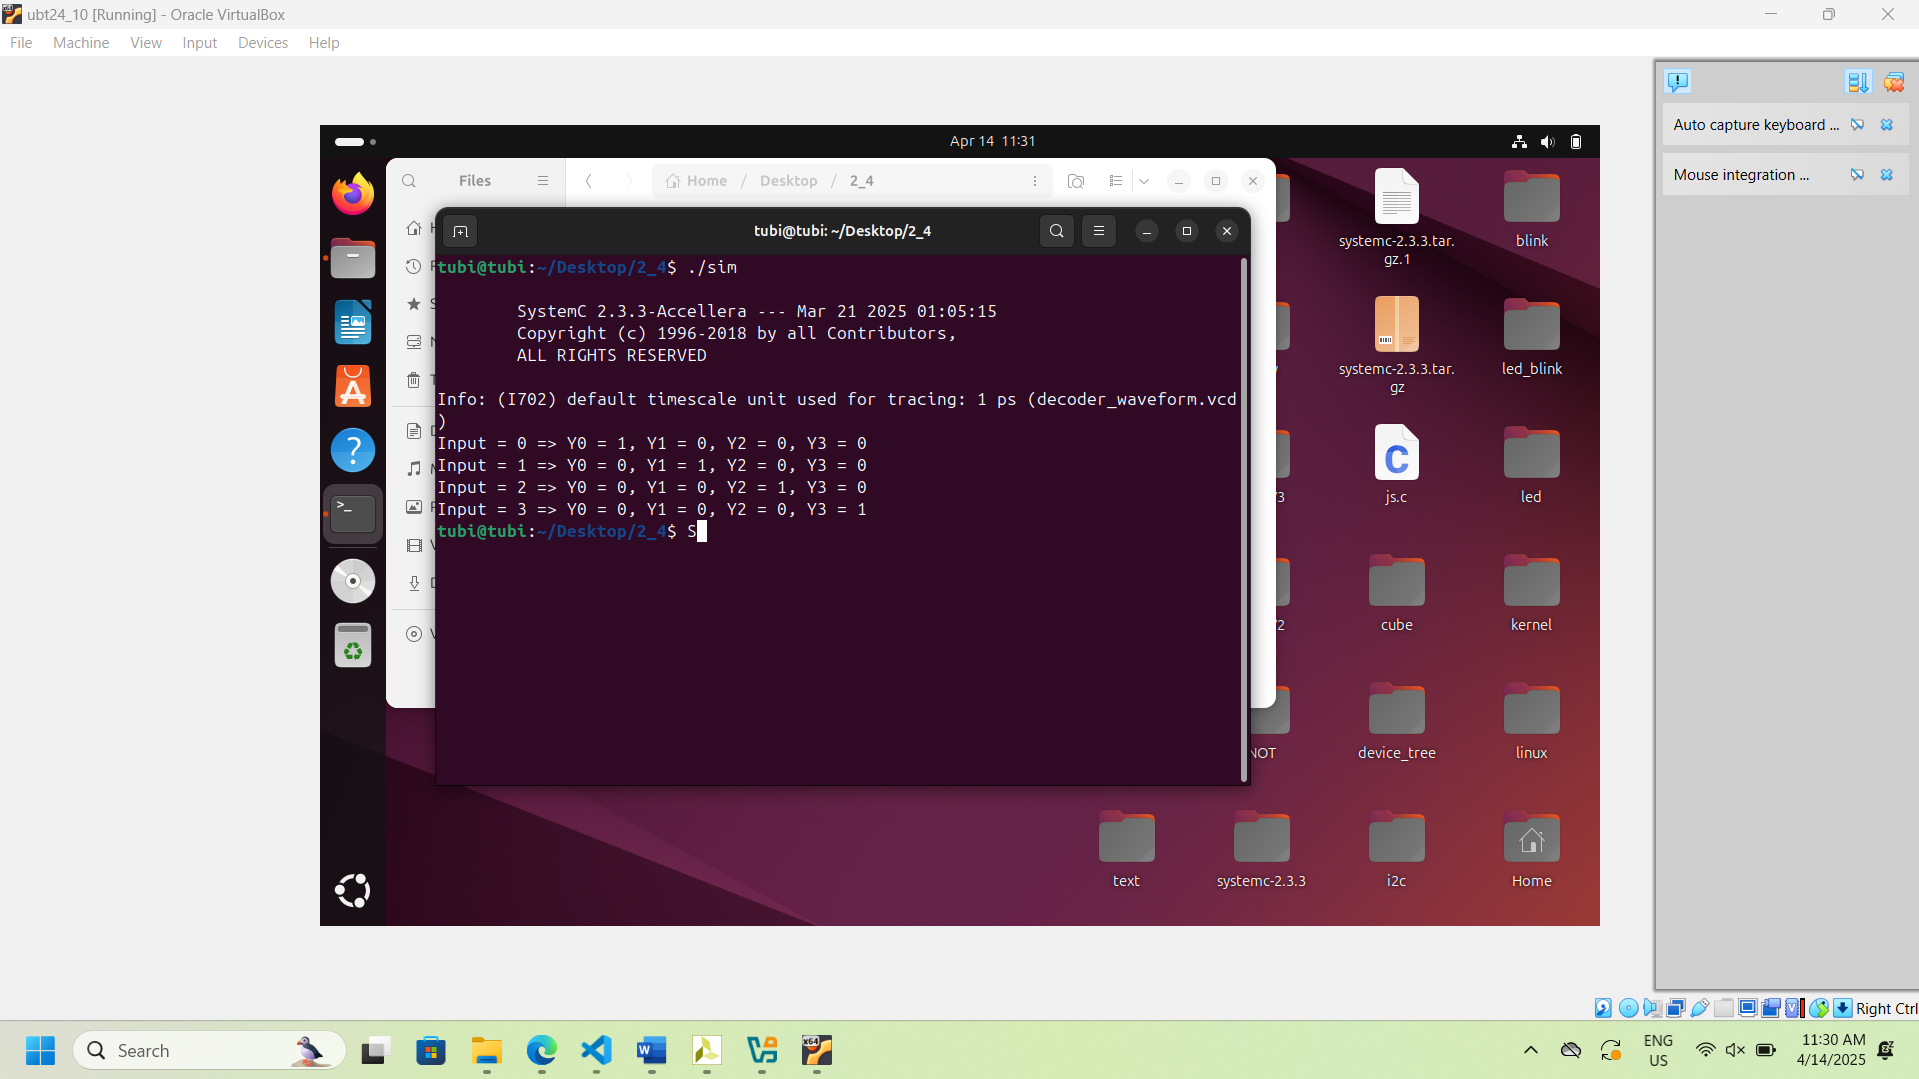 ubt24_10 [Running] - Oracle VirtualBox
File Machine View Input Devices Help
Auto capture keyboard ...
Mouse integration ...
Apr 14 11:31
Files
Home / Desktop / 2_4
tubi@tubi: ~/Desktop/2_4
tubi@tubi:~/Desktop/2_4$ ./sim
SystemC 2.3.3-Accellera --- Mar 21 2025 01:05:15
Copyright (c) 1996-2018 by all Contributors,
ALL RIGHTS RESERVED
Info: (I702) default timescale unit used for tracing: 1 ps (decoder_waveform.vcd
)
Input = 0 => Y0 = 1, Y1 = 0, Y2 = 0, Y3 = 0
Input = 1 => Y0 = 0, Y1 = 1, Y2 = 0, Y3 = 0
Input = 2 => Y0 = 0, Y1 = 0, Y2 = 1, Y3 = 0
Input = 3 => Y0 = 0, Y1 = 0, Y2 = 0, Y3 = 1
tubi@tubi:~/Desktop/2_4$ S
systemc-2.3.3.tar.
gz.1
blink
systemc-2.3.3.tar.
gz
led_blink
C
js.c
led
cube
kernel
NOT
device_tree
linux
text
systemc-2.3.3
i2c
Home
Right Ctrl
Search
x64
ENG
US
11:30 AM
4/14/2025